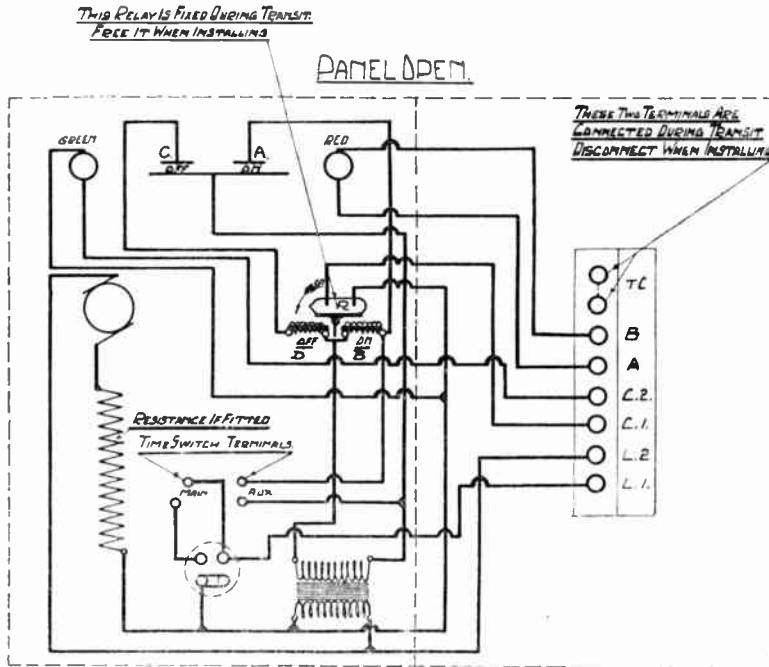 THIS RELAY IS FIXED DURING TRANSIT.
FREE IT WHEN INSTALLING
PANEL OPEN.
THESE TWO TERMINALS ARE
CONNECTED DURING TRANSIT
DISCONNECT WHEN INSTALLING
GREEN
C.
A.
RED
OFF
ON
T C
R
B
OFF
ON
D
B
A
C.2.
RESISTANCE IF FITTED
C.1.
TIME SWITCH TERMINALS.
L.2
MAIN
AUX
L.1.